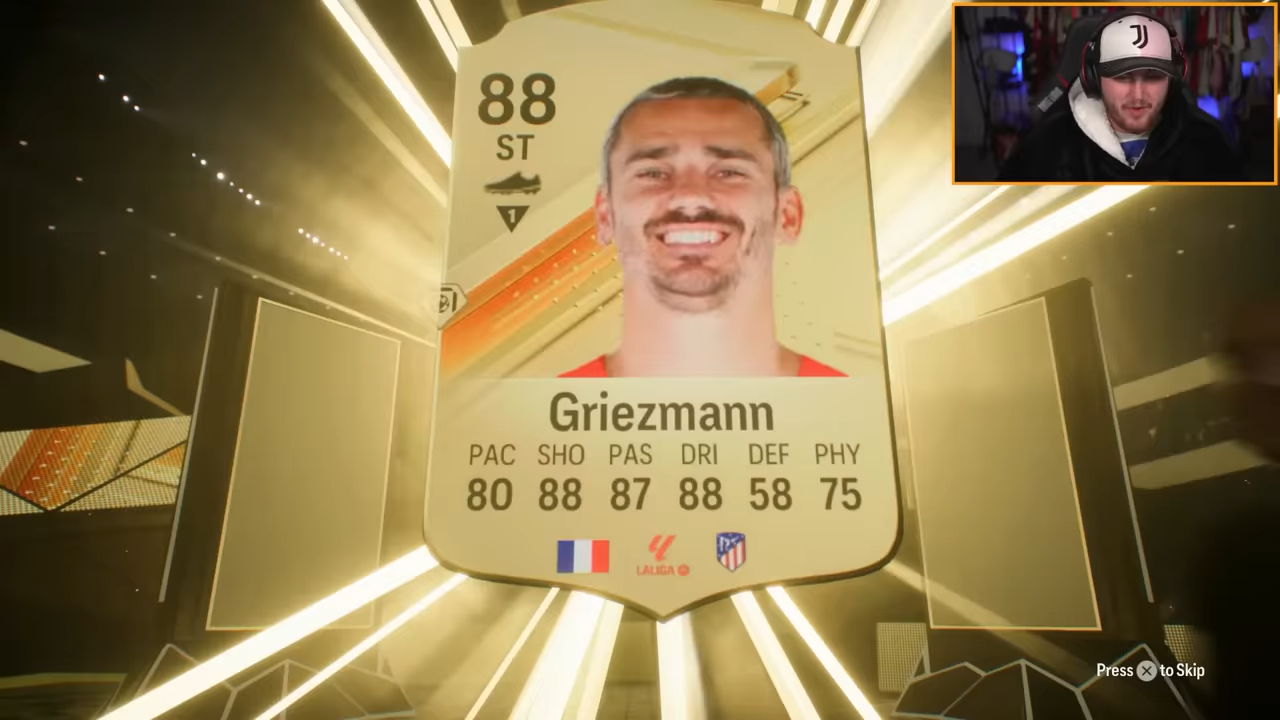 88
ST
1
Griezmann
PAC SHO PAS DRI DEF PHY
80 88 87 88 58 75
LALIGA
Press X to Skip